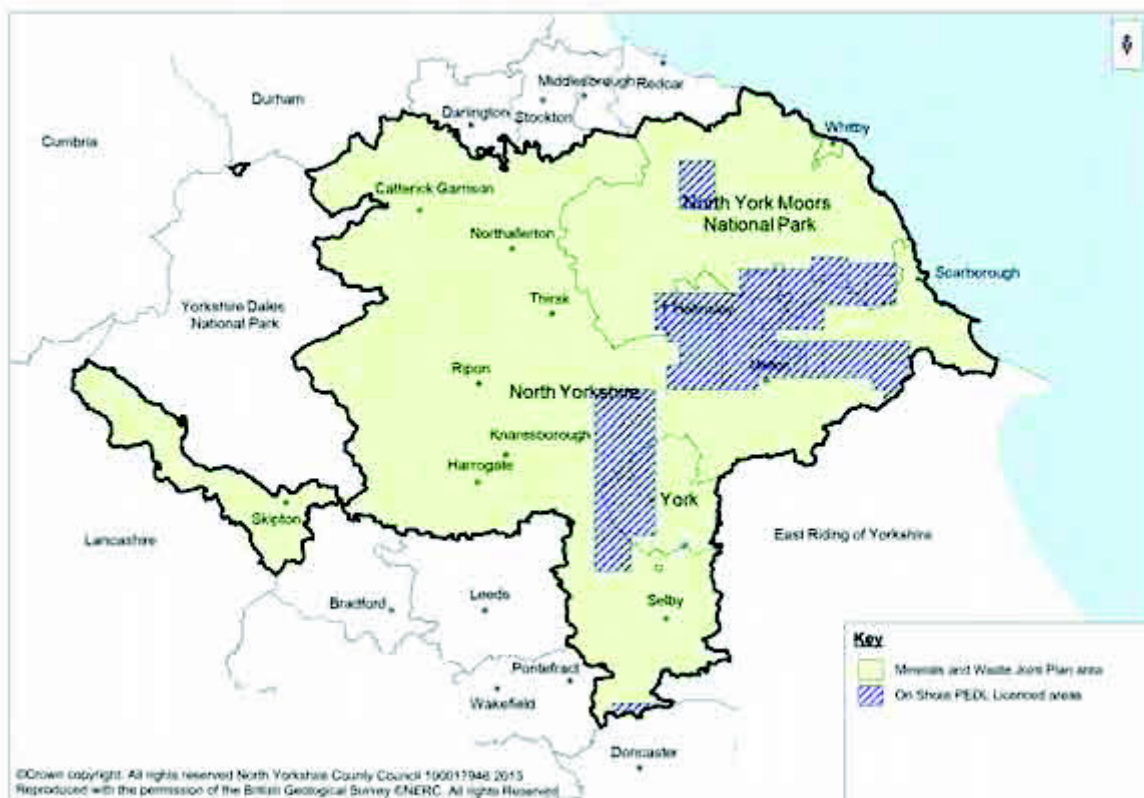 Durham
Cumbria
Middlesbrough
Redcar
Darlington
Stockton
Whitby
Catterick Garrison
North York Moors
National Park
Northallerton
Scarborough
Yorkshire Dales
National Park
Thirsk
Ripon
North Yorkshire
Knaresborough
Harrogate
York
Skipton
Lancashire
East Riding of Yorkshire
Bradford
Leeds
Selby
Pontefract
Wakefield
Doncaster
Key
Minerals and Waste Joint Plan area
On Shore PEDL Licenced areas
©Crown copyright. All rights reserved North Yorkshire County Council 100017946 2013
Reproduced with the permission of the British Geological Survey ©NERC. All rights Reserved